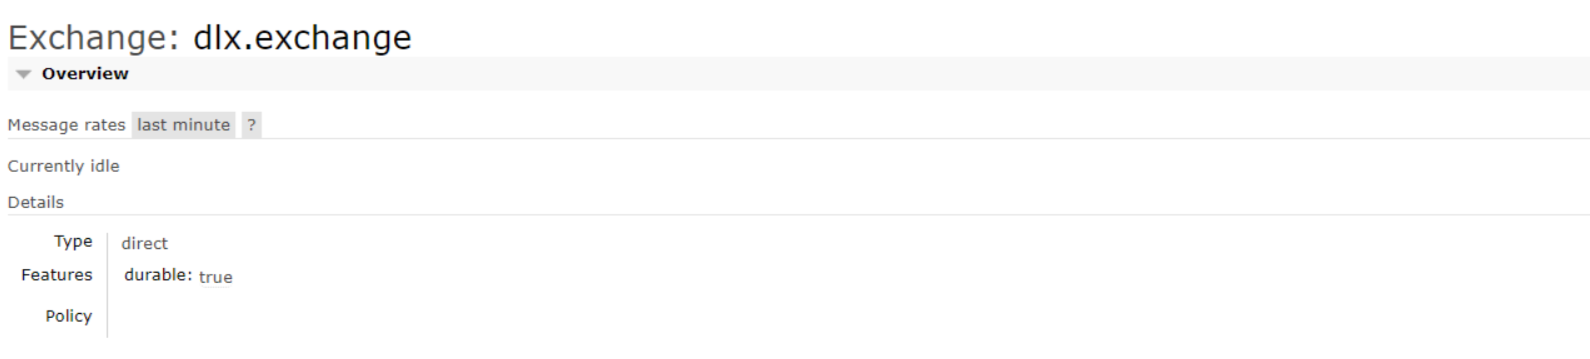 Exchange: dlx.exchange
Overview
Message rates last minute ?
Currently idle
Details
Type direct
Features durable: true
Policy